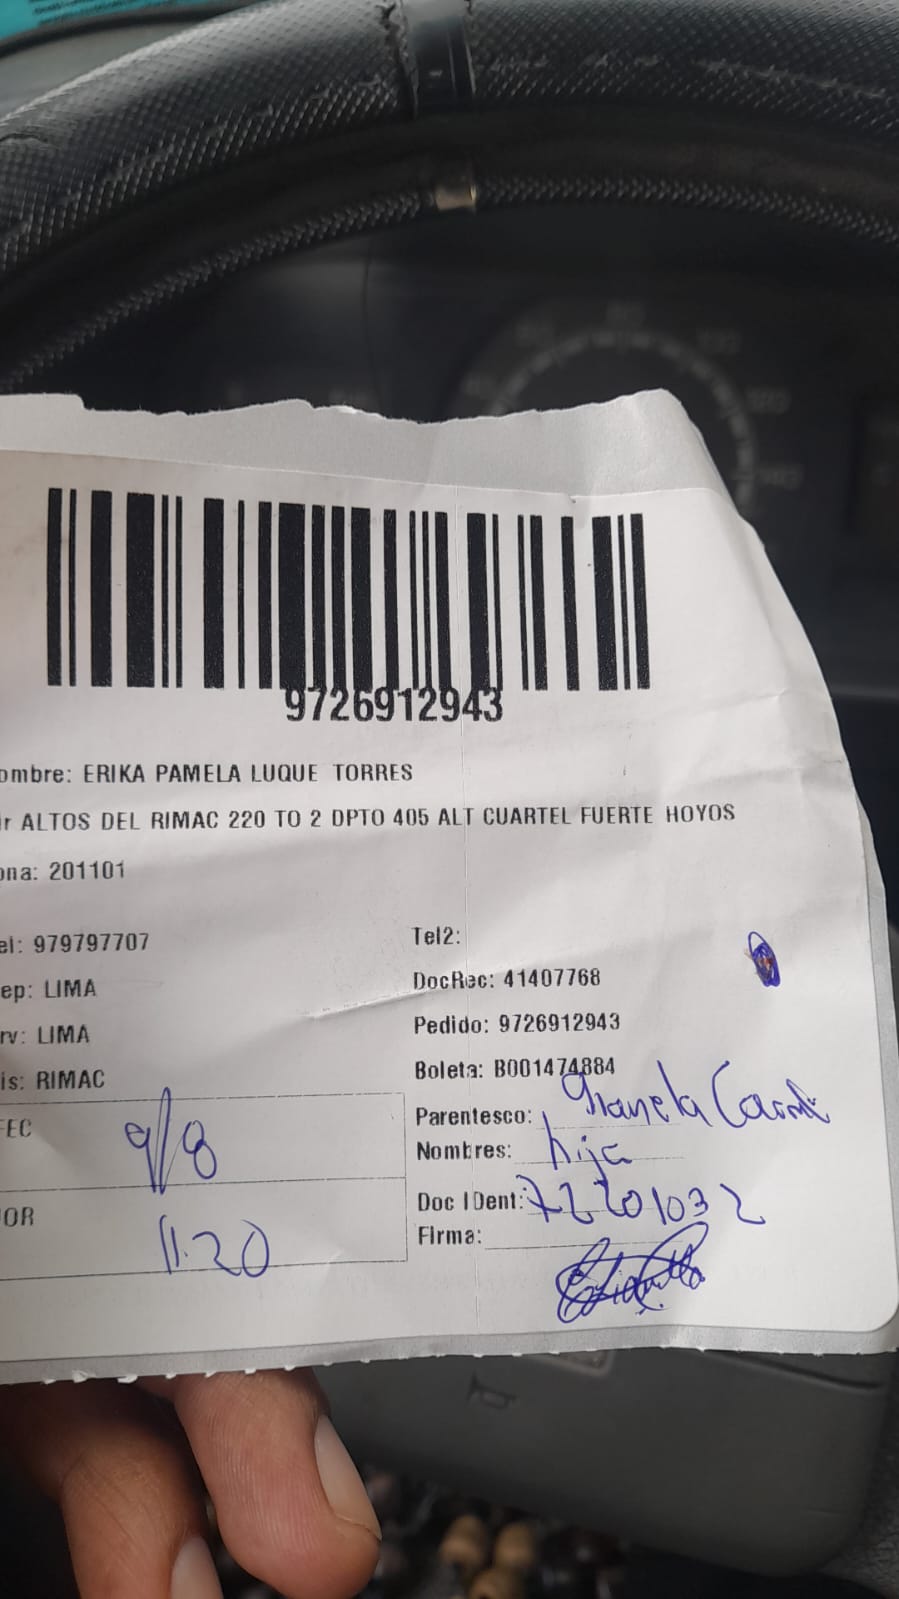 9726912943
ombre: ERIKA PAMELA LUQUE TORRES
ir ALTOS DEL RIMAC 220 TO 2 DPTO 405 ALT CUARTEL FUERTE HOYOS
ona: 201101
el: 979797707
Tel2:
ep: LIMA
DocRec: 41407768
rv: LIMA
Pedido: 9726912943
is: RIMAC
Boleta: B001474884
FEC 9/8
Parentesco:
Nombres: hija
OR 11:20
Doc IDent: 72201032
Firma: